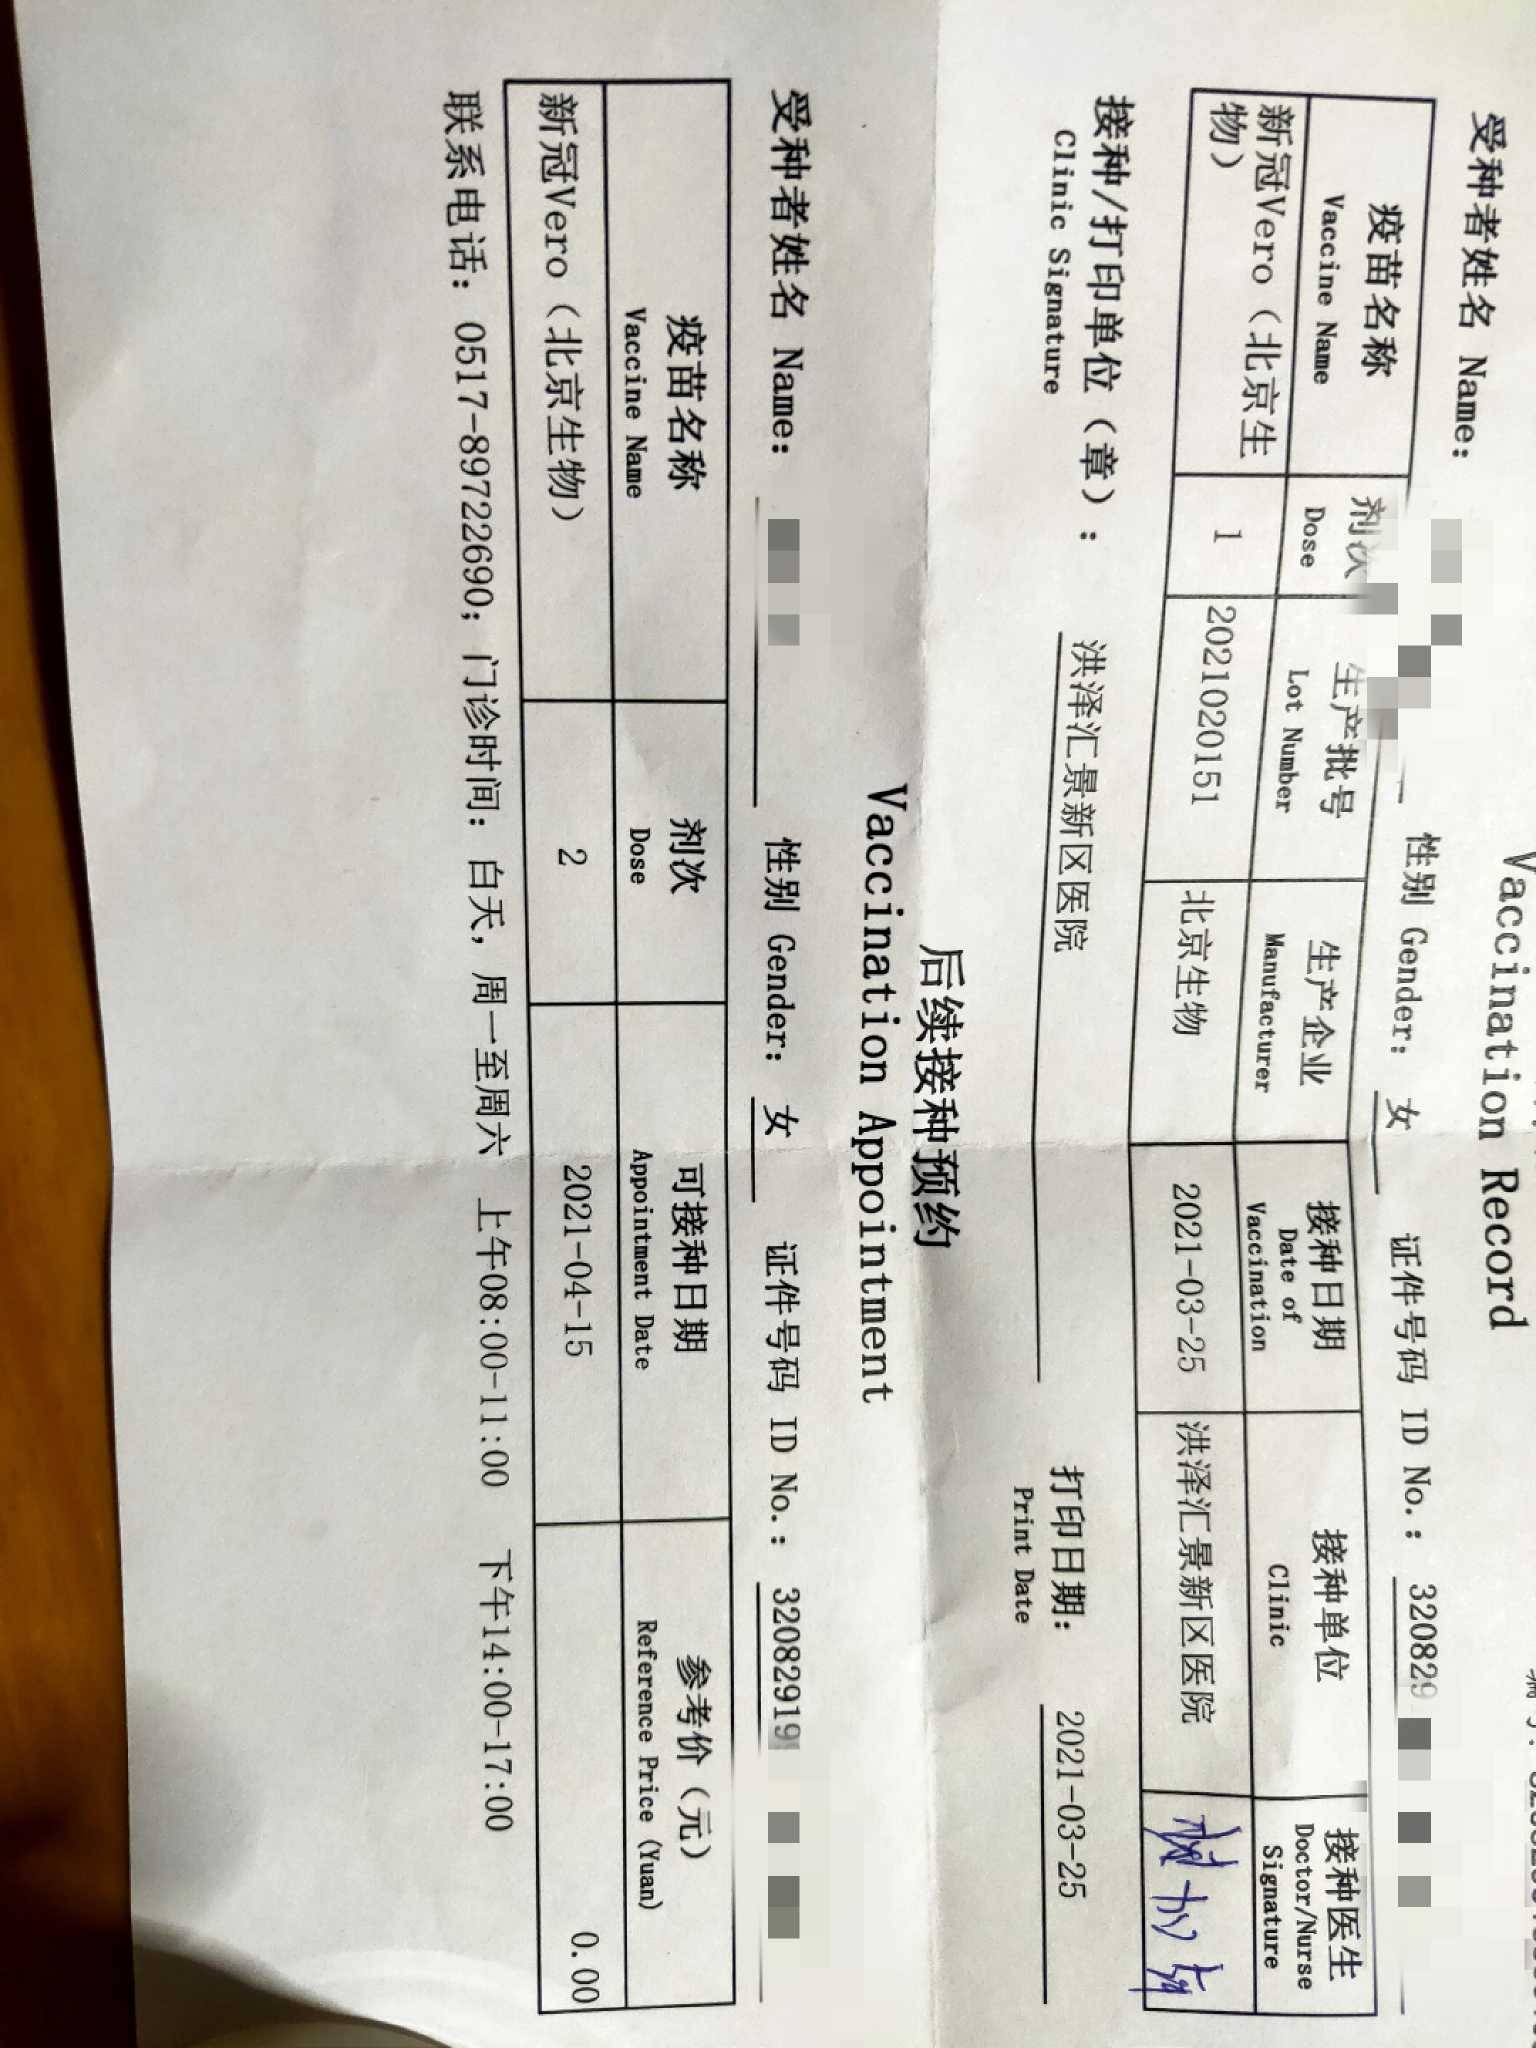 Vaccination Record
受种者姓名 Name: 性别 Gender: 女 证件号码 ID No.: 320829
疫苗名称 剂次 生产批号 生产企业 接种日期 接种单位 接种医生
Vaccine Name Dose Lot Number Manufacturer Date of Vaccination Clinic Doctor/Nurse Signature
新冠Vero（北京生物） 1 202102015​1 北京生物 2021-03-25 洪泽汇景新区医院
接种/打印单位（章）： 洪泽汇景新区医院 打印日期: 2021-03-25
Clinic Signature Print Date
后续接种预约
Vaccination Appointment
受种者姓名 Name: 性别 Gender: 女 证件号码 ID No.: 32082919
疫苗名称 剂次 可接种日期 参考价（元）
Vaccine Name Dose Appointment Date Reference Price (Yuan)
新冠Vero（北京生物） 2 2021-04-15 0.00
联系电话: 0517-89722690; 门诊时间: 白天, 周一至周六 上午08:00-11:00 下午14:00-17:00